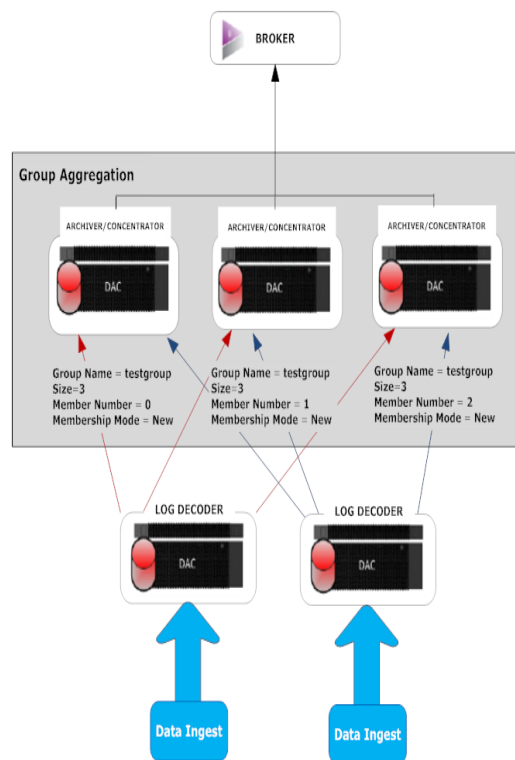 BROKER
Group Aggregation
ARCHIVER/CONCENTRATOR
DAC
ARCHIVER/CONCENTRATOR
DAC
ARCHIVER/CONCENTRATOR
DAC
Group Name = testgroup
Size=3
Member Number = 0
Membership Mode = New
Group Name = testgroup
Size=3
Member Number = 1
Membership Mode = New
Group Name = testgroup
Size=3
Member Number = 2
Membership Mode = New
LOG DECODER
DAC
LOG DECODER
DAC
Data Ingest
Data Ingest